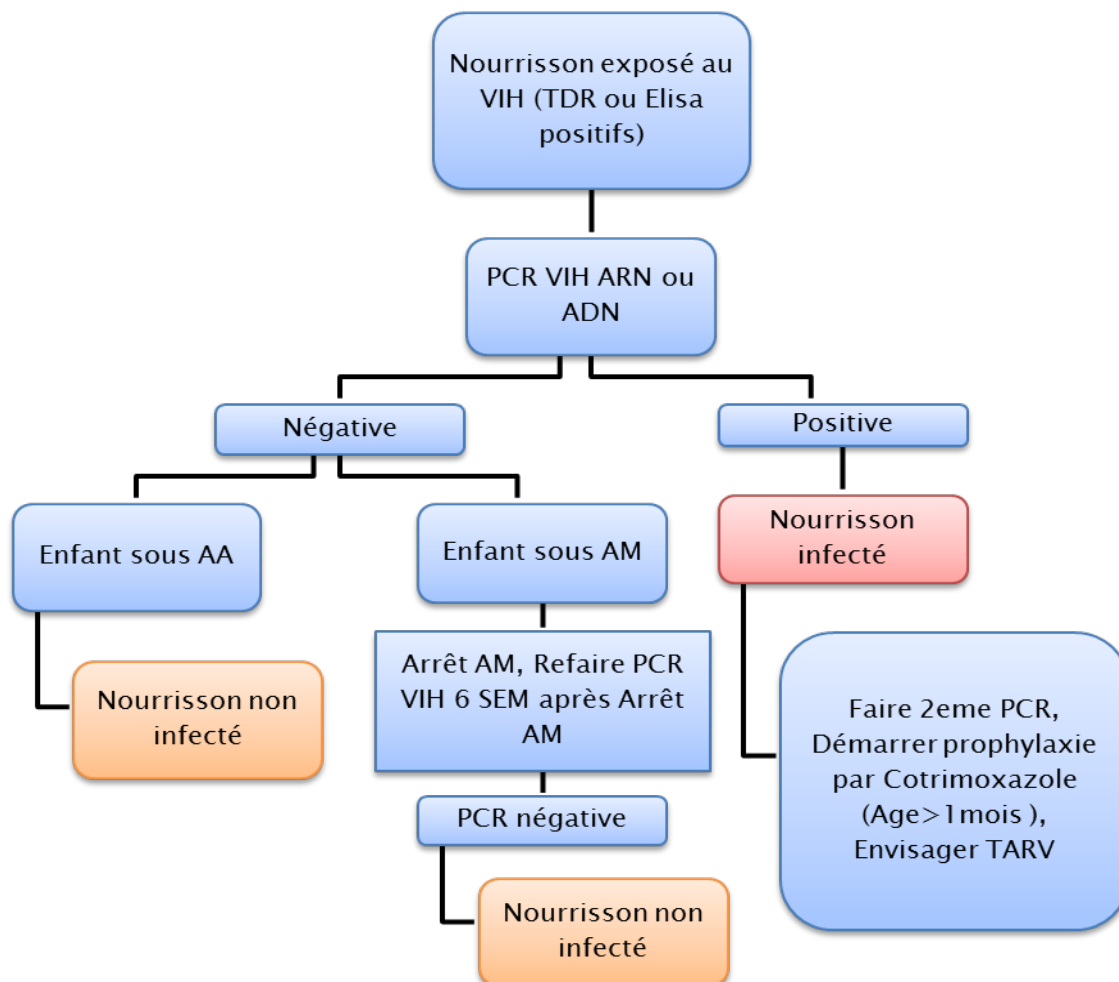 Nourrisson exposé au
VIH (TDR ou Elisa
positifs)
PCR VIH ARN ou
ADN
Négative
Positive
Enfant sous AA
Enfant sous AM
Nourrisson
infecté
Nourrisson non
infecté
Arrêt AM, Refaire PCR
VIH 6 SEM après Arrêt
AM
Faire 2eme PCR,
Démarrer prophylaxie
par Cotrimoxazole
(Age>1mois ),
Envisager TARV
PCR négative
Nourrisson non
infecté